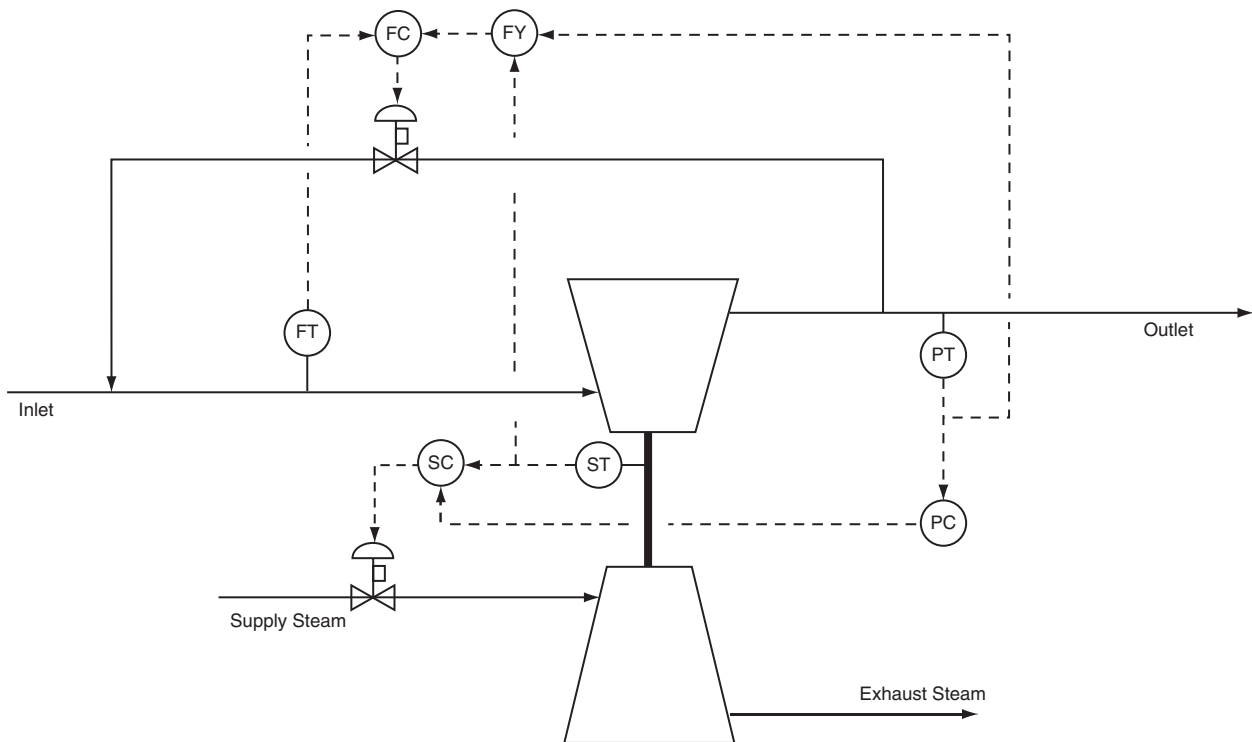 FC
FY
FT
Outlet
PT
Inlet
SC
ST
PC
Supply Steam
Exhaust Steam